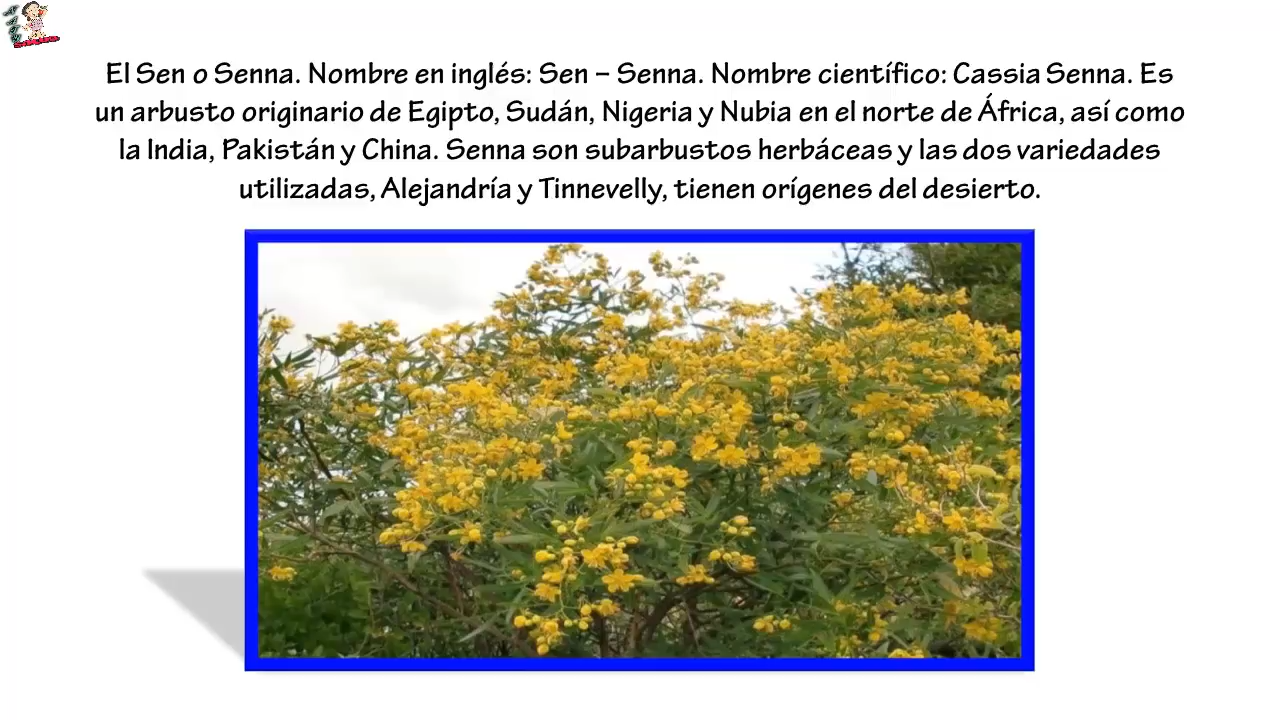 El Sen o Senna. Nombre en inglés: Sen – Senna. Nombre científico: Cassia Senna. Es
un arbusto originario de Egipto, Sudán, Nigeria y Nubia en el norte de África, así como
la India, Pakistán y China. Senna son subarbustos herbáceas y las dos variedades
utilizadas, Alejandría y Tinnevelly, tienen orígenes del desierto.